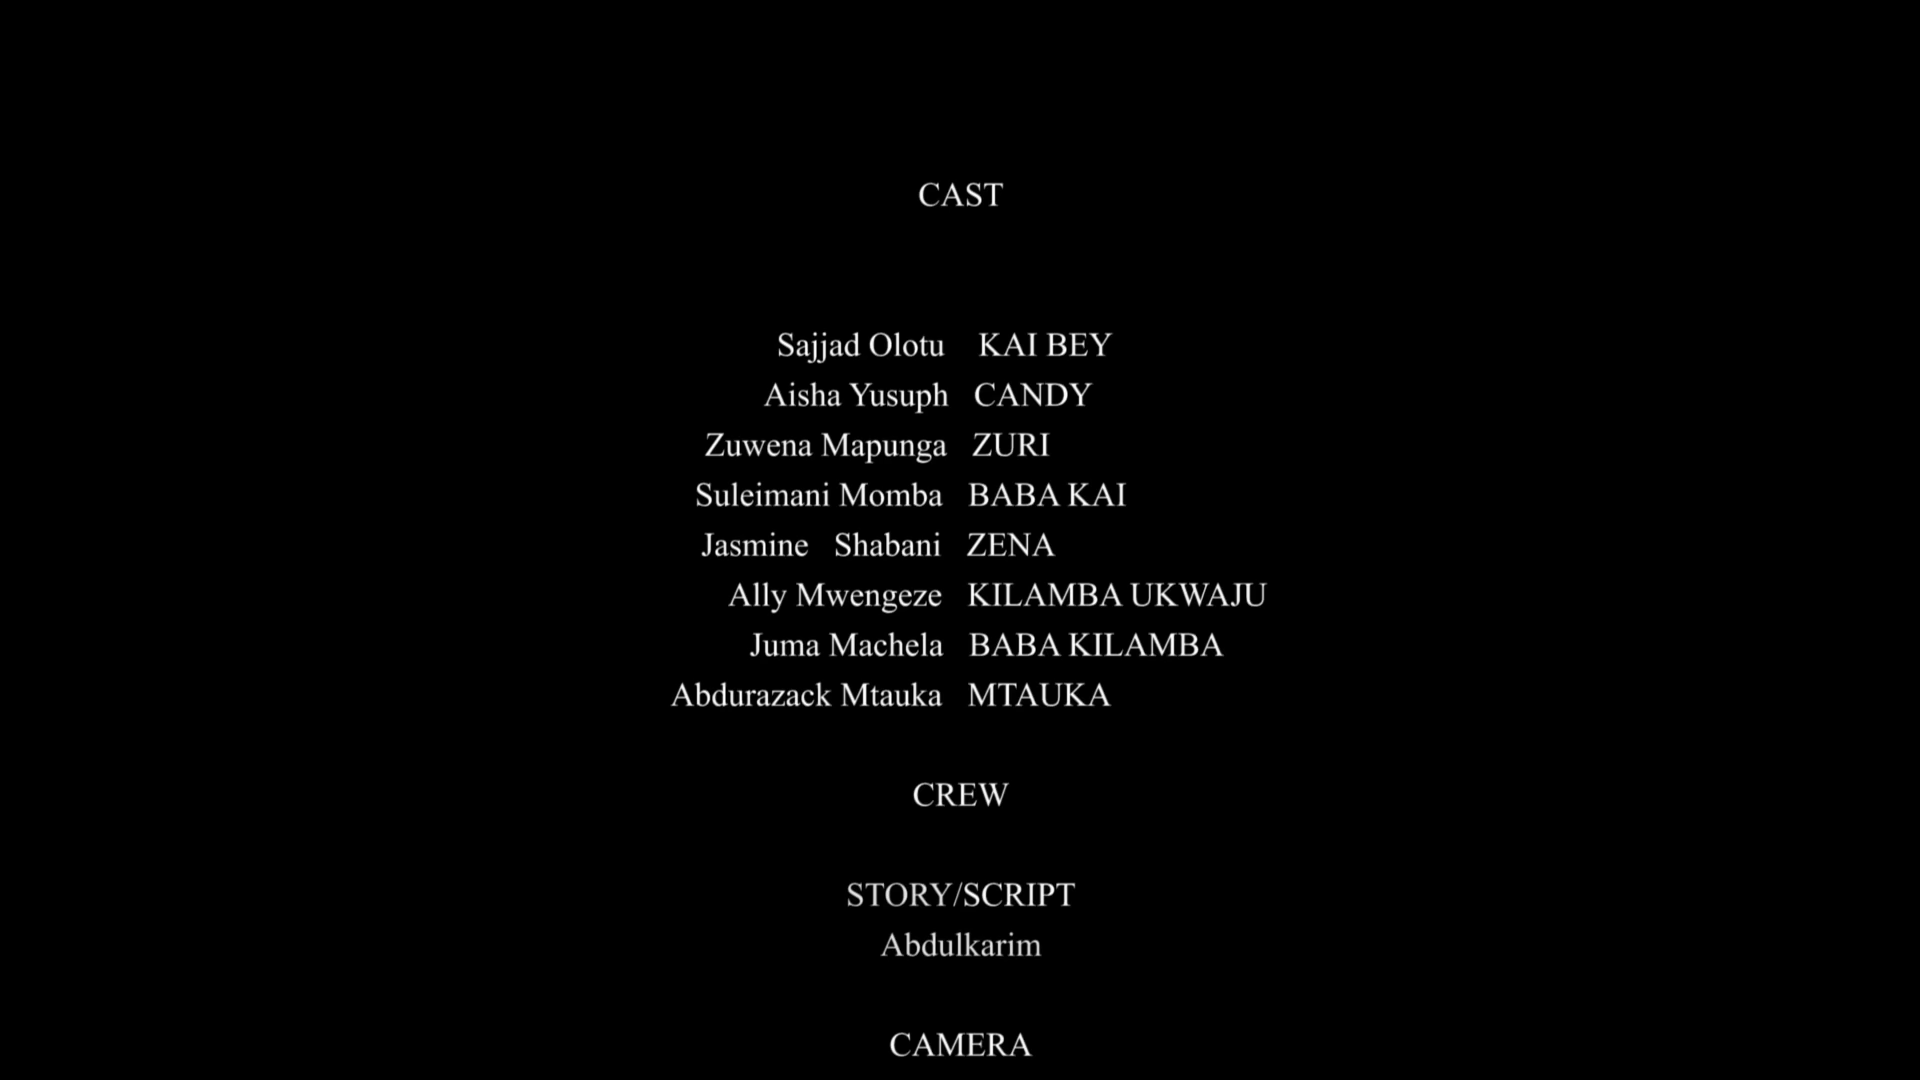 CAST
Sajjad Olotu KAI BEY
Aisha Yusuph CANDY
Zuwena Mapunga ZURI
Suleimani Momba BABA KAI
Jasmine Shabani ZENA
Ally Mwengeze KILAMBA UKWAJU
Juma Machela BABA KILAMBA
Abdurazack Mtauka MTAUKA
CREW
STORY/SCRIPT
Abdulkarim
CAMERA